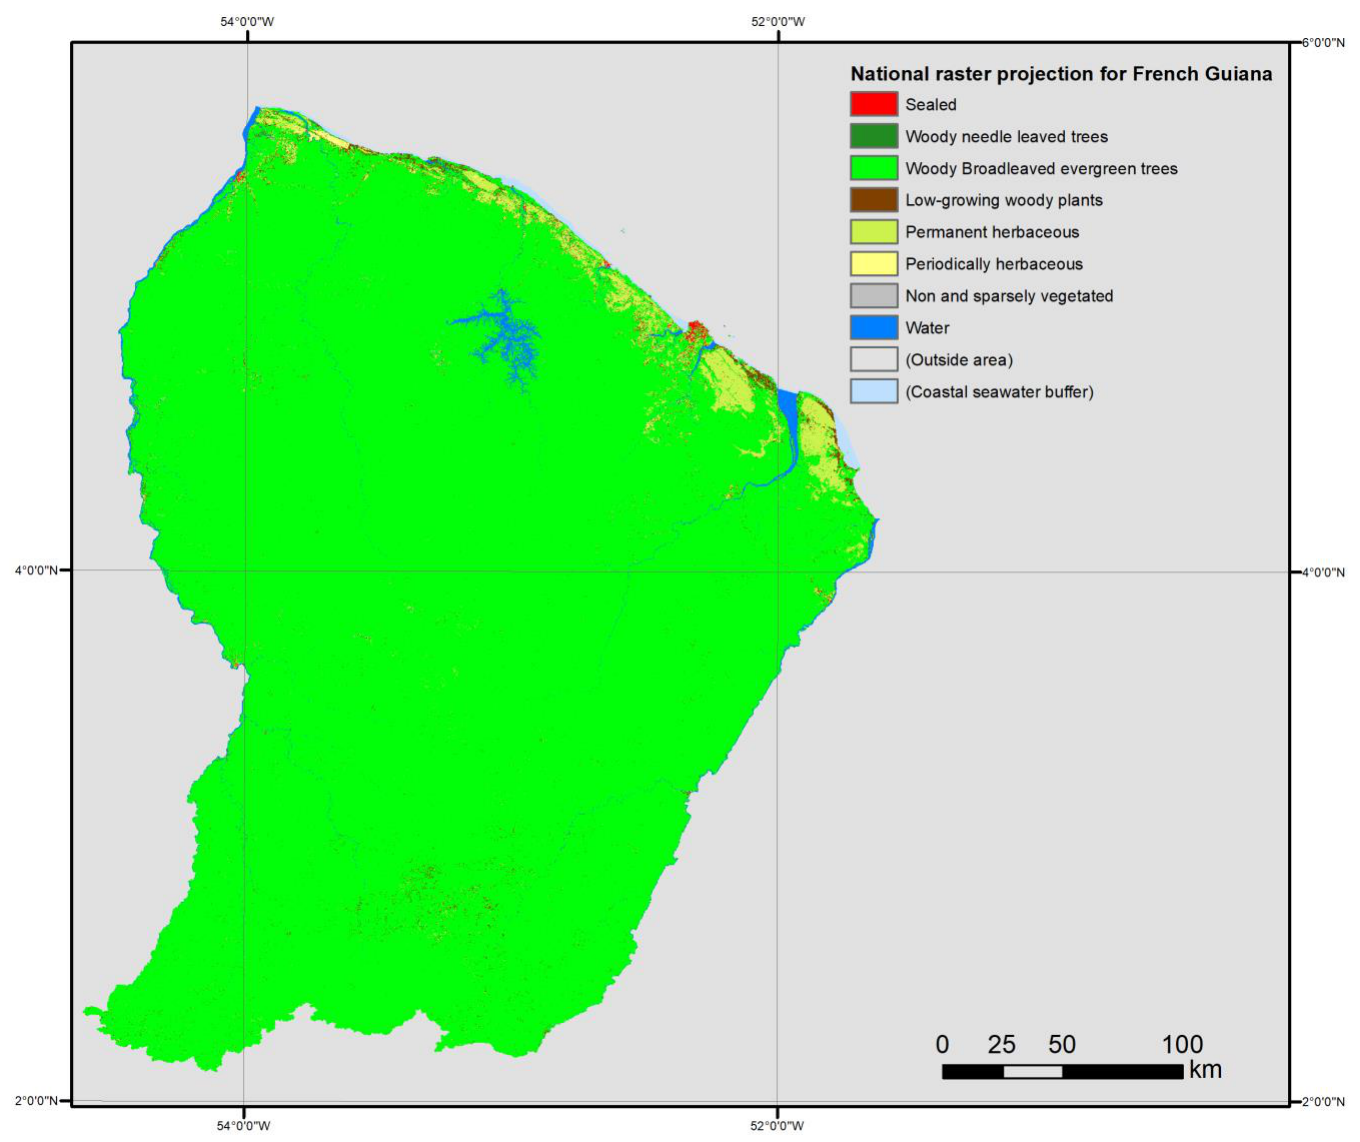 54°0'0"W 52°0'0"W
6°0'0"N
National raster projection for French Guiana
Sealed
Woody needle leaved trees
Woody Broadleaved evergreen trees
Low-growing woody plants
Permanent herbaceous
Periodically herbaceous
Non and sparsely vegetated
Water
(Outside area)
(Coastal seawater buffer)
4°0'0"N 4°0'0"N
0 25 50 100
km
2°0'0"N 2°0'0"N
54°0'0"W 52°0'0"W